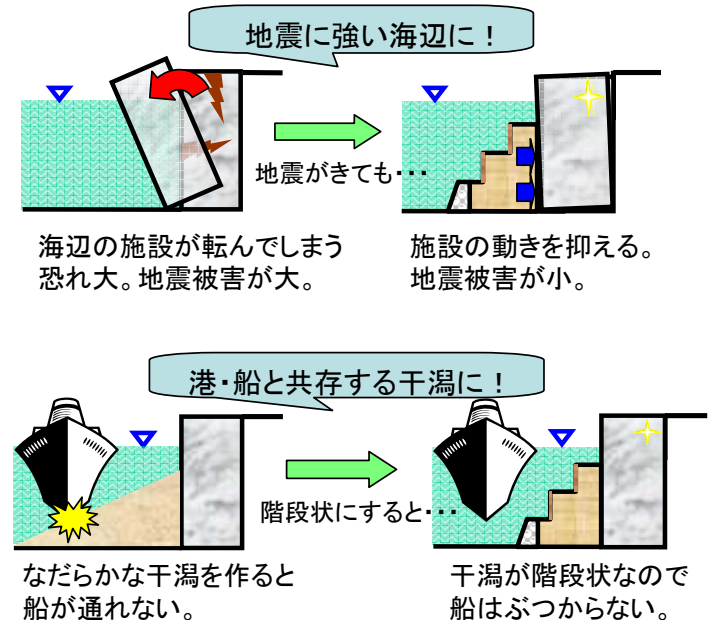 地震に強い海辺に！
地震がきても・・・
海辺の施設が転んでしまう
恐れ大。地震被害が大。
施設の動きを抑える。
地震被害が小。
港・船と共存する干潟に！
階段状にすると・・・
なだらかな干潟を作ると
船が通れない。
干潟が階段状なので
船はぶつからない。